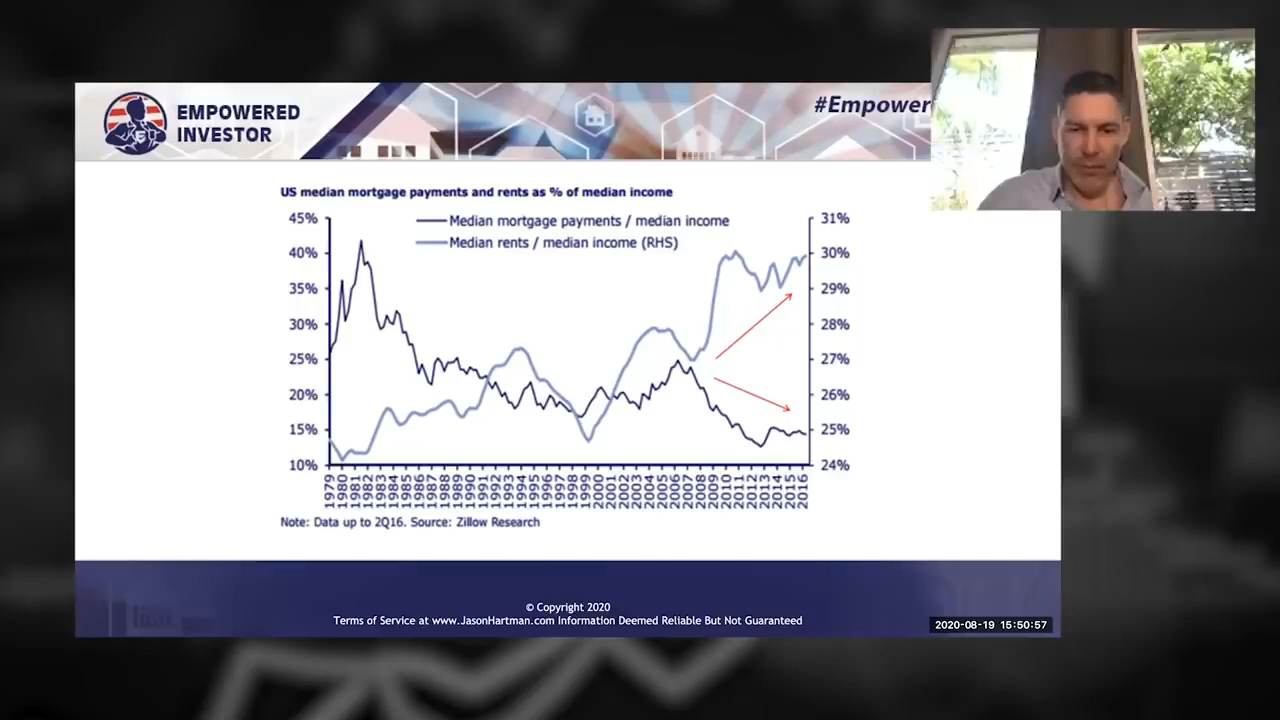 EMPOWERED
INVESTOR
#Empower
US median mortgage payments and rents as % of median income
Median mortgage payments / median income
Median rents / median income (RHS)
45%
40%
35%
30%
25%
20%
15%
10%
31%
30%
29%
28%
27%
26%
25%
24%
1979 1980 1981 1982 1983 1984 1985 1986 1987 1988 1989 1990 1991 1992 1993 1994 1995 1996 1997 1998 1999 2000 2001 2002 2003 2004 2005 2006 2007 2008 2009 2010 2011 2012 2013 2014 2015 2016
Note: Data up to 2Q16. Source: Zillow Research
© Copyright 2020
Terms of Service at www.JasonHartman.com Information Deemed Reliable But Not Guaranteed
2020-08-19 15:50:57